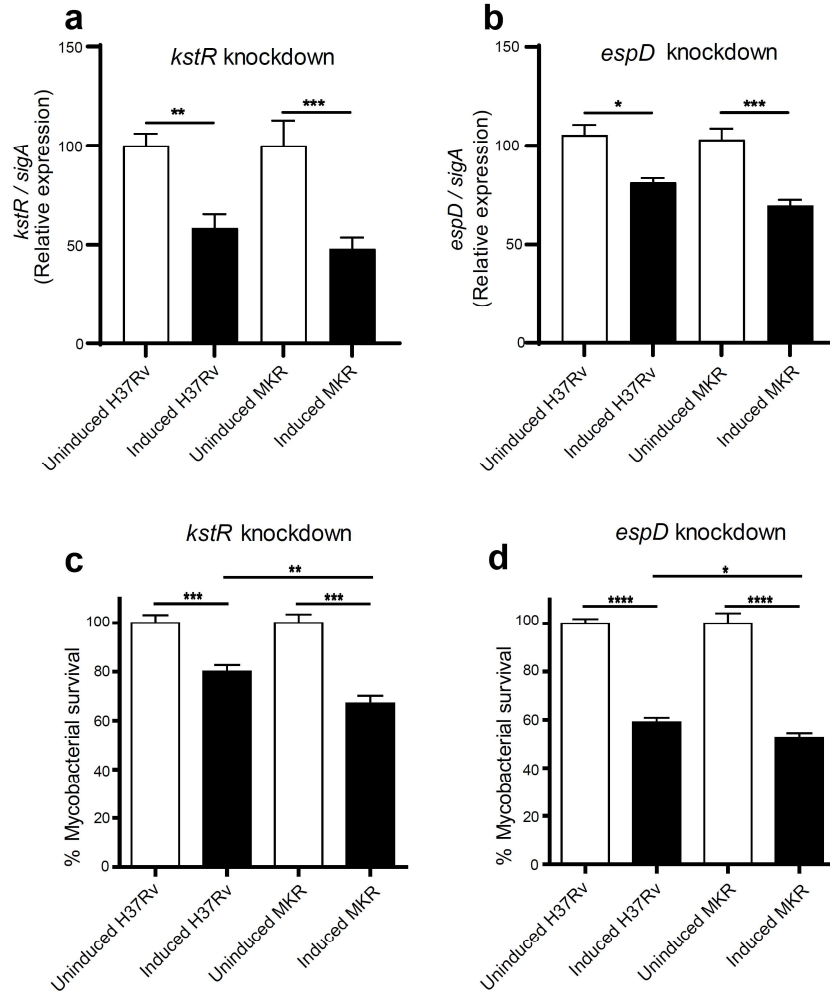 a
kstR knockdown
150
100
50
0
kstR / sigA
(Relative expression)
**
***
Uninduced H37Rv
Induced H37Rv
Uninduced MKR
Induced MKR
b
espD knockdown
150
100
50
0
espD / sigA
(Relative expression)
*
***
Uninduced H37Rv
Induced H37Rv
Uninduced MKR
Induced MKR
c
kstR knockdown
**
***
***
100
80
60
40
20
0
% Mycobacterial survival
Uninduced H37Rv
Induced H37Rv
Uninduced MKR
Induced MKR
d
espD knockdown
*
****
****
100
80
60
40
20
0
% Mycobacterial survival
Uninduced H37Rv
Induced H37Rv
Uninduced MKR
Induced MKR